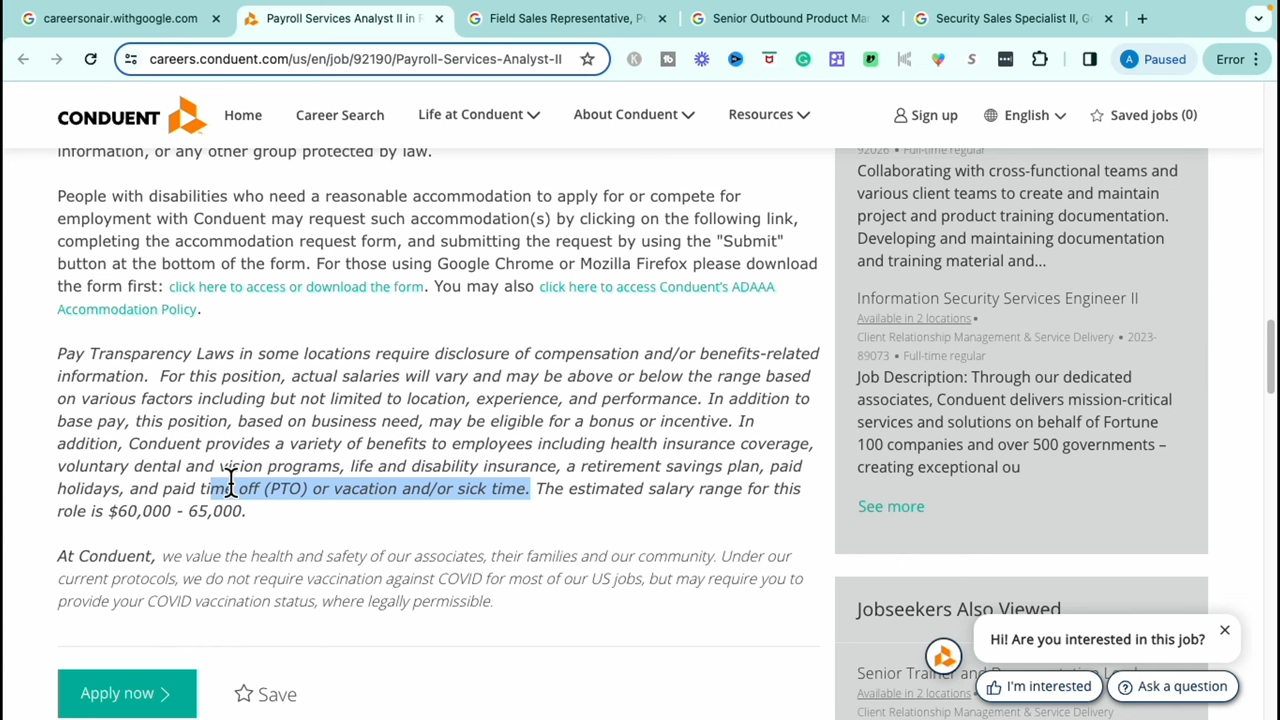 careersonair.withgoogle.com
Payroll Services Analyst II in R
Field Sales Representative, Pu
Senior Outbound Product Man
Security Sales Specialist II, Go
careers.conduent.com/us/en/job/92190/Payroll-Services-Analyst-II
A Paused
Error
CONDUENT
Home
Career Search
Life at Conduent
About Conduent
Resources
Sign up
English
Saved jobs (0)
information, or any other group protected by law.
People with disabilities who need a reasonable accommodation to apply for or compete for
employment with Conduent may request such accommodation(s) by clicking on the following link,
completing the accommodation request form, and submitting the request by using the "Submit"
button at the bottom of the form. For those using Google Chrome or Mozilla Firefox please download
the form first: click here to access or download the form. You may also click here to access Conduent's ADAAA
Accommodation Policy.
Pay Transparency Laws in some locations require disclosure of compensation and/or benefits-related
information. For this position, actual salaries will vary and may be above or below the range based
on various factors including but not limited to location, experience, and performance. In addition to
base pay, this position, based on business need, may be eligible for a bonus or incentive. In
addition, Conduent provides a variety of benefits to employees including health insurance coverage,
voluntary dental and vision programs, life and disability insurance, a retirement savings plan, paid
holidays, and paid time off (PTO) or vacation and/or sick time. The estimated salary range for this
role is $60,000 - 65,000.
At Conduent, we value the health and safety of our associates, their families and our community. Under our
current protocols, we do not require vaccination against COVID for most of our US jobs, but may require you to
provide your COVID vaccination status, where legally permissible.
Apply now
Save
92026 • Full-time regular
Collaborating with cross-functional teams and
various client teams to create and maintain
project and product training documentation.
Developing and maintaining documentation
and training material and...
Information Security Services Engineer II
Available in 2 locations •
Client Relationship Management & Service Delivery • 2023-
89073 • Full-time regular
Job Description: Through our dedicated
associates, Conduent delivers mission-critical
services and solutions on behalf of Fortune
100 companies and over 500 governments –
creating exceptional ou
See more
Jobseekers Also Viewed
Hi! Are you interested in this job?
Senior Trainer and Documentation
I'm interested
Ask a question
Available in 2 locations
Client Relationship Management & Service Delivery